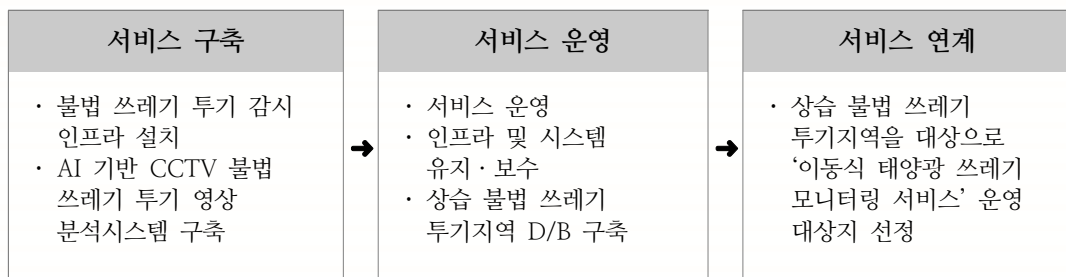 서비스 구축
· 불법 쓰레기 투기 감시
인프라 설치
· AI 기반 CCTV 불법
쓰레기 투기 영상
분석시스템 구축
서비스 운영
· 서비스 운영
· 인프라 및 시스템
유지·보수
· 상습 불법 쓰레기
투기지역 D/B 구축
서비스 연계
· 상습 불법 쓰레기
투기지역을 대상으로
‘이동식 태양광 쓰레기
모니터링 서비스’ 운영
대상지 선정